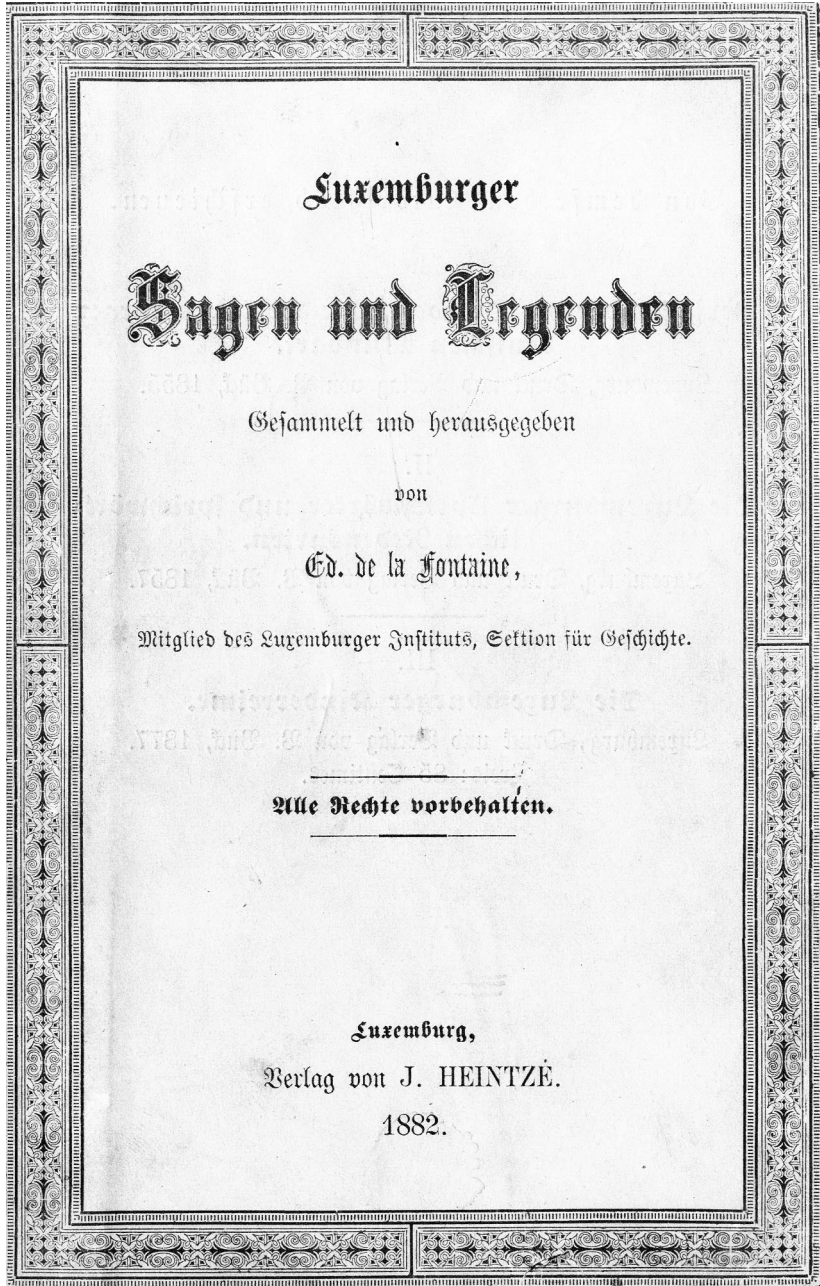 Luxemburger
Sagen und Legenden
Gesammelt und herausgegeben
von
Ed. de la Fontaine,
Mitglied des Luxemburger Instituts, Sektion für Geschichte.
Alle Rechte vorbehalten.
Luxemburg,
Verlag von J. HEINTZÉ.
1882.